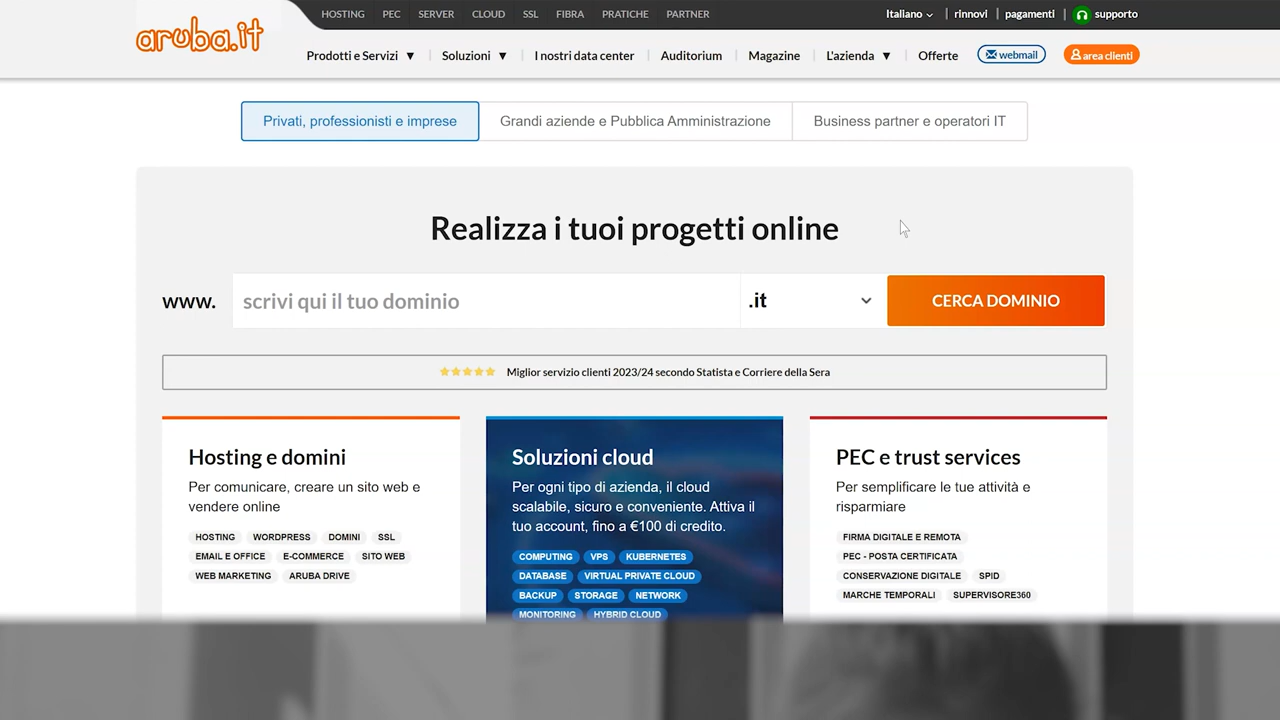 HOSTING PEC SERVER CLOUD SSL FIBRA PRATICHE PARTNER Italiano rinnovi pagamenti supporto
aruba.it
Prodotti e Servizi Soluzioni I nostri data center Auditorium Magazine L'azienda Offerte webmail area clienti
Privati, professionisti e imprese Grandi aziende e Pubblica Amministrazione Business partner e operatori IT
Realizza i tuoi progetti online
www. scrivi qui il tuo dominio .it CERCA DOMINIO
Miglior servizio clienti 2023/24 secondo Statista e Corriere della Sera
Hosting e domini
Per comunicare, creare un sito web e
vendere online
HOSTING WORDPRESS DOMINI SSL
EMAIL E OFFICE E-COMMERCE SITO WEB
WEB MARKETING ARUBA DRIVE
Soluzioni cloud
Per ogni tipo di azienda, il cloud
scalabile, sicuro e conveniente. Attiva il
tuo account, fino a €100 di credito.
COMPUTING VPS KUBERNETES
DATABASE VIRTUAL PRIVATE CLOUD
BACKUP STORAGE NETWORK
MONITORING HYBRID CLOUD
PEC e trust services
Per semplificare le tue attività e
risparmiare
FIRMA DIGITALE E REMOTA
PEC - POSTA CERTIFICATA
CONSERVAZIONE DIGITALE SPID
MARCHE TEMPORALI SUPERVISORE360